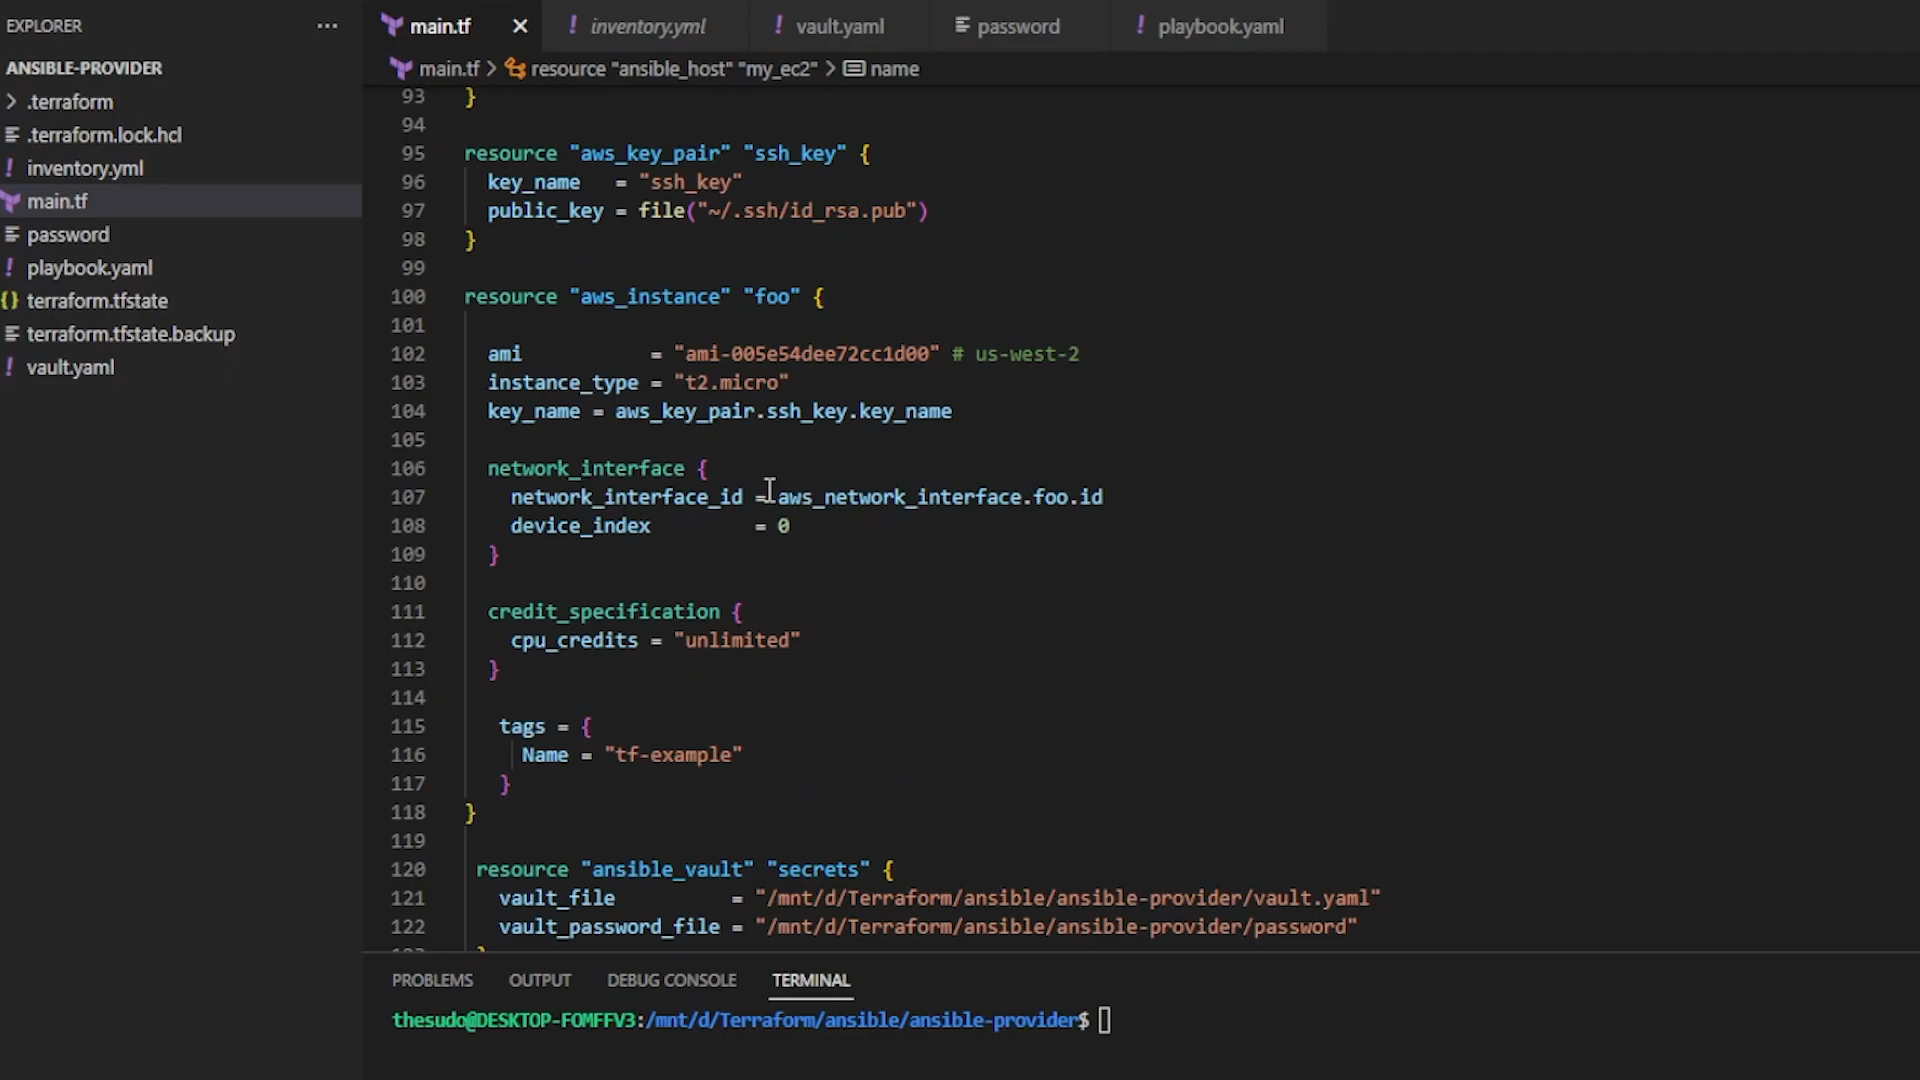 EXPLORER ···
ANSIBLE-PROVIDER
.terraform
.terraform.lock.hcl
inventory.yml
main.tf
password
playbook.yaml
terraform.tfstate
terraform.tfstate.backup
vault.yaml
main.tf inventory.yml vault.yaml password playbook.yaml
main.tf > resource "ansible_host" "my_ec2" > name
93 }
94
95 resource "aws_key_pair" "ssh_key" {
96 key_name = "ssh_key"
97 public_key = file("~/.ssh/id_rsa.pub")
98 }
99
100 resource "aws_instance" "foo" {
101
102 ami = "ami-005e54dee72cc1d00" # us-west-2
103 instance_type = "t2.micro"
104 key_name = aws_key_pair.ssh_key.key_name
105
106 network_interface {
107 network_interface_id = aws_network_interface.foo.id
108 device_index = 0
109 }
110
111 credit_specification {
112 cpu_credits = "unlimited"
113 }
114
115 tags = {
116 Name = "tf-example"
117 }
118 }
119
120 resource "ansible_vault" "secrets" {
121 vault_file = "/mnt/d/Terraform/ansible/ansible-provider/vault.yaml"
122 vault_password_file = "/mnt/d/Terraform/ansible/ansible-provider/password"
PROBLEMS OUTPUT DEBUG CONSOLE TERMINAL
thesudo@DESKTOP-FOMFFV3:/mnt/d/Terraform/ansible/ansible-provider$